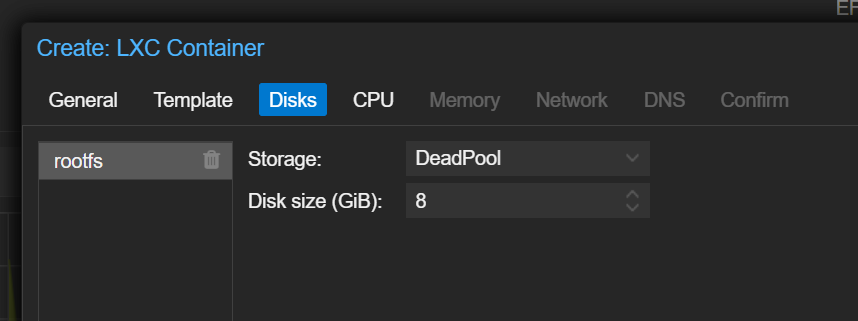 Create: LXC Container
General Template Disks CPU Memory Network DNS Confirm
rootfs
Storage: DeadPool
Disk size (GiB): 8